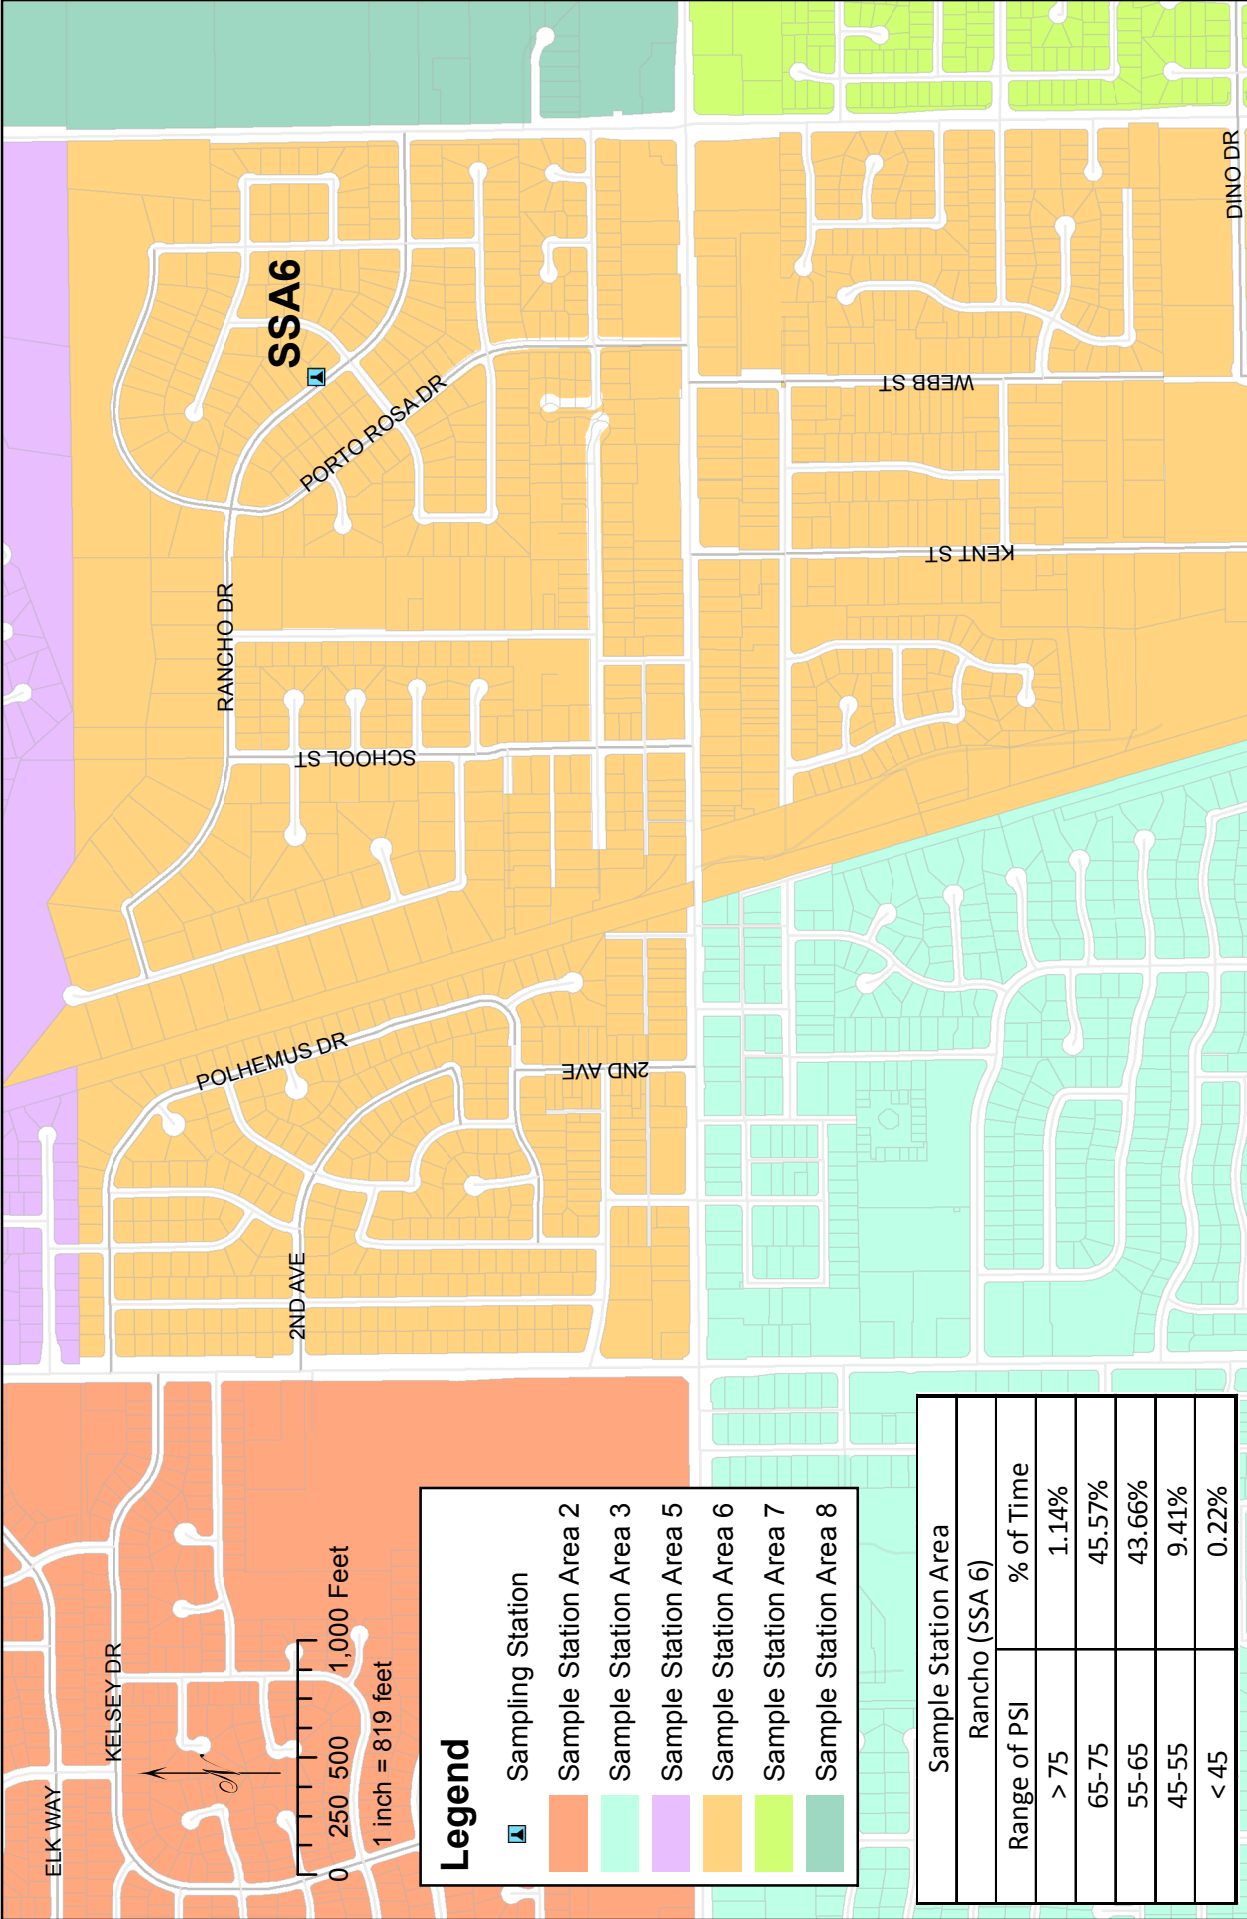 ELK WAY
KELSEY DR
N
0 250 500 1,000 Feet
1 inch = 819 feet
POLHEMUS DR
2ND AVE
2ND AVE
RANCHO DR
SCHOOL ST
PORTO ROSA DR
SSA6
KENT ST
WEBB ST
DINO DR
Legend
Sampling Station
Sample Station Area 2
Sample Station Area 3
Sample Station Area 5
Sample Station Area 6
Sample Station Area 7
Sample Station Area 8
Sample Station Area
Rancho (SSA 6)
Range of PSI % of Time
> 75 1.14%
65-75 45.57%
55-65 43.66%
45-55 9.41%
< 45 0.22%